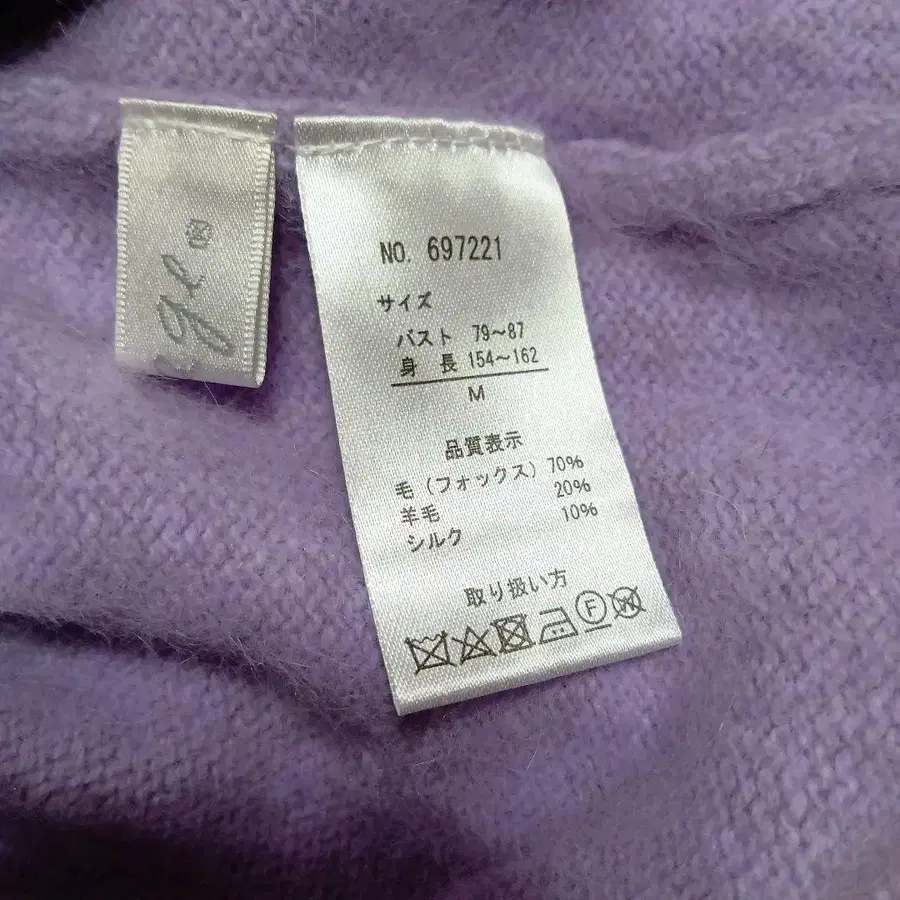 NO. 697221
サイズ
バスト 79～87
身 長 154～162
M
品質表示
毛(フォックス) 70%
羊毛 20%
シルク 10%
取り扱い方
F
W